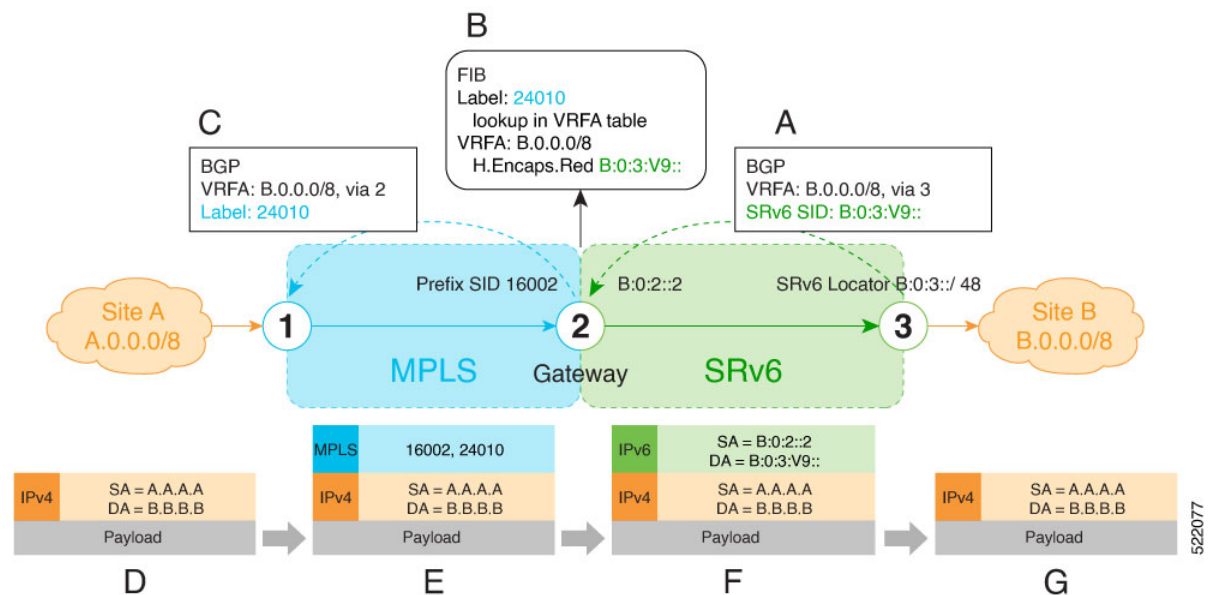 B
FIB
Label: 24010
lookup in VRFA table
VRFA: B.0.0.0/8
H.Encaps.Red B:0:3:V9::
C
BGP
VRFA: B.0.0.0/8, via 2
Label: 24010
A
BGP
VRFA: B.0.0.0/8, via 3
SRv6 SID: B:0:3:V9::
Prefix SID 16002
B:0:2::2
SRv6 Locator B:0:3::/ 48
Site A
A.0.0.0/8
1
2
3
Site B
B.0.0.0/8
MPLS
Gateway
SRv6
IPv4
SA = A.A.A.A
DA = B.B.B.B
Payload
D
MPLS
16002, 24010
IPv4
SA = A.A.A.A
DA = B.B.B.B
Payload
E
IPv6
SA = B:0:2::2
DA = B:0:3:V9::
IPv4
SA = A.A.A.A
DA = B.B.B.B
Payload
F
IPv4
SA = A.A.A.A
DA = B.B.B.B
Payload
G
522077